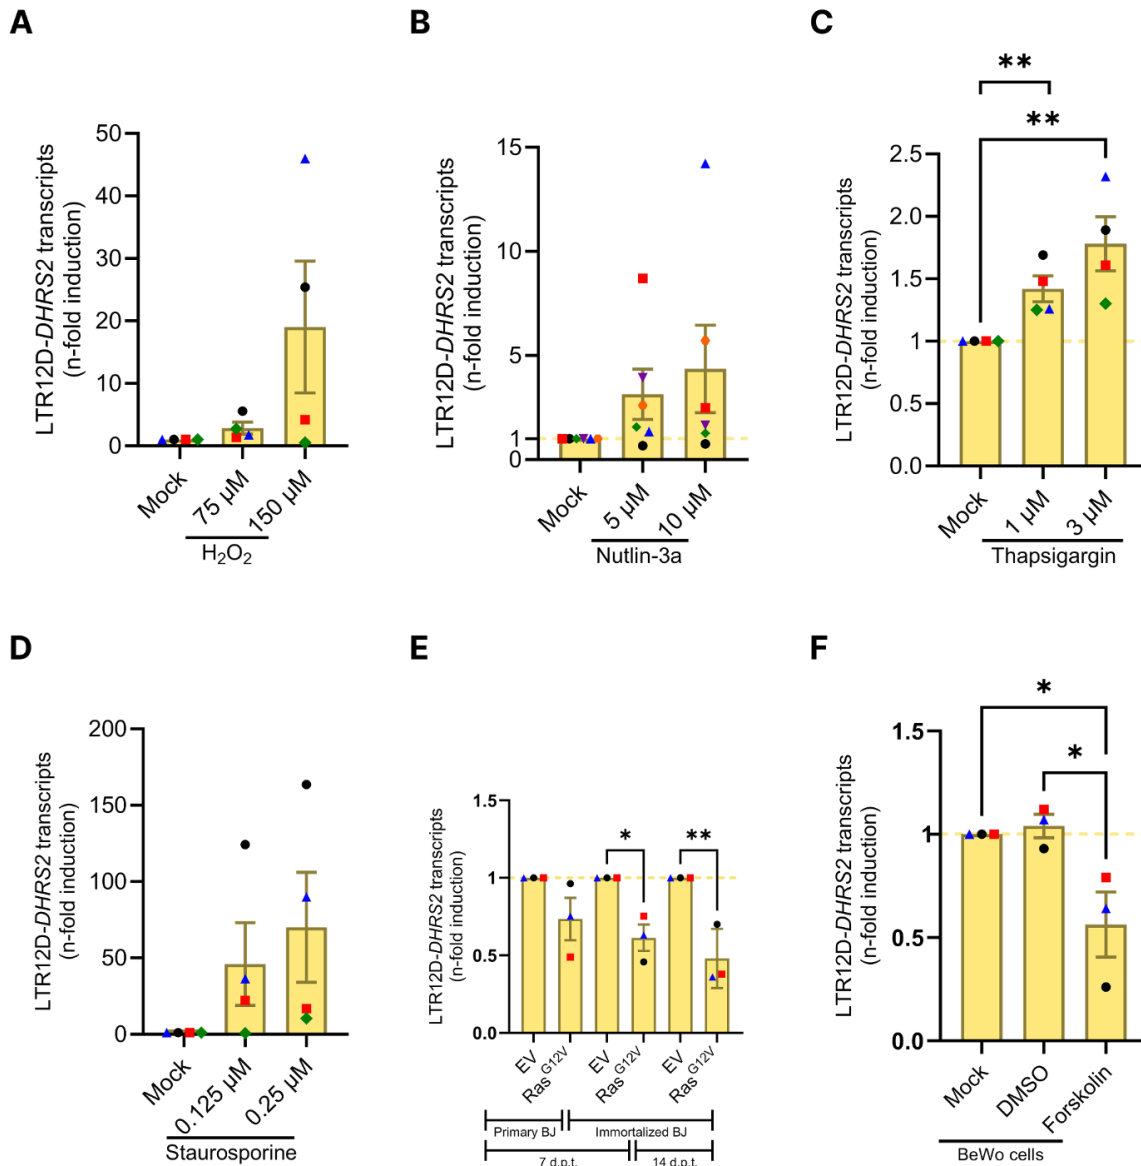 A
LTR12D-DHRS2 transcripts
(n-fold induction)
50
40
30
20
10
0
Mock
75 µM
150 µM
H₂O₂
B
LTR12D-DHRS2 transcripts
(n-fold induction)
15
10
5
1
0
Mock
5 µM
10 µM
Nutlin-3a
C
**
**
LTR12D-DHRS2 transcripts
(n-fold induction)
2.5
2.0
1.5
1
0.5
0.0
Mock
1 µM
3 µM
Thapsigargin
D
LTR12D-DHRS2 transcripts
(n-fold induction)
200
150
100
50
0
Mock
0.125 µM
0.25 µM
Staurosporine
E
LTR12D-DHRS2 transcripts
(n-fold induction)
1.5
1
0.5
0.0
*
**
EV
Ras G12V
EV
Ras G12V
EV
Ras G12V
Primary BJ
Immortalized BJ
7 d.p.t.
14 d.p.t.
F
*
*
LTR12D-DHRS2 transcripts
(n-fold induction)
1.5
1
0.5
0.0
Mock
DMSO
Forskolin
BeWo cells